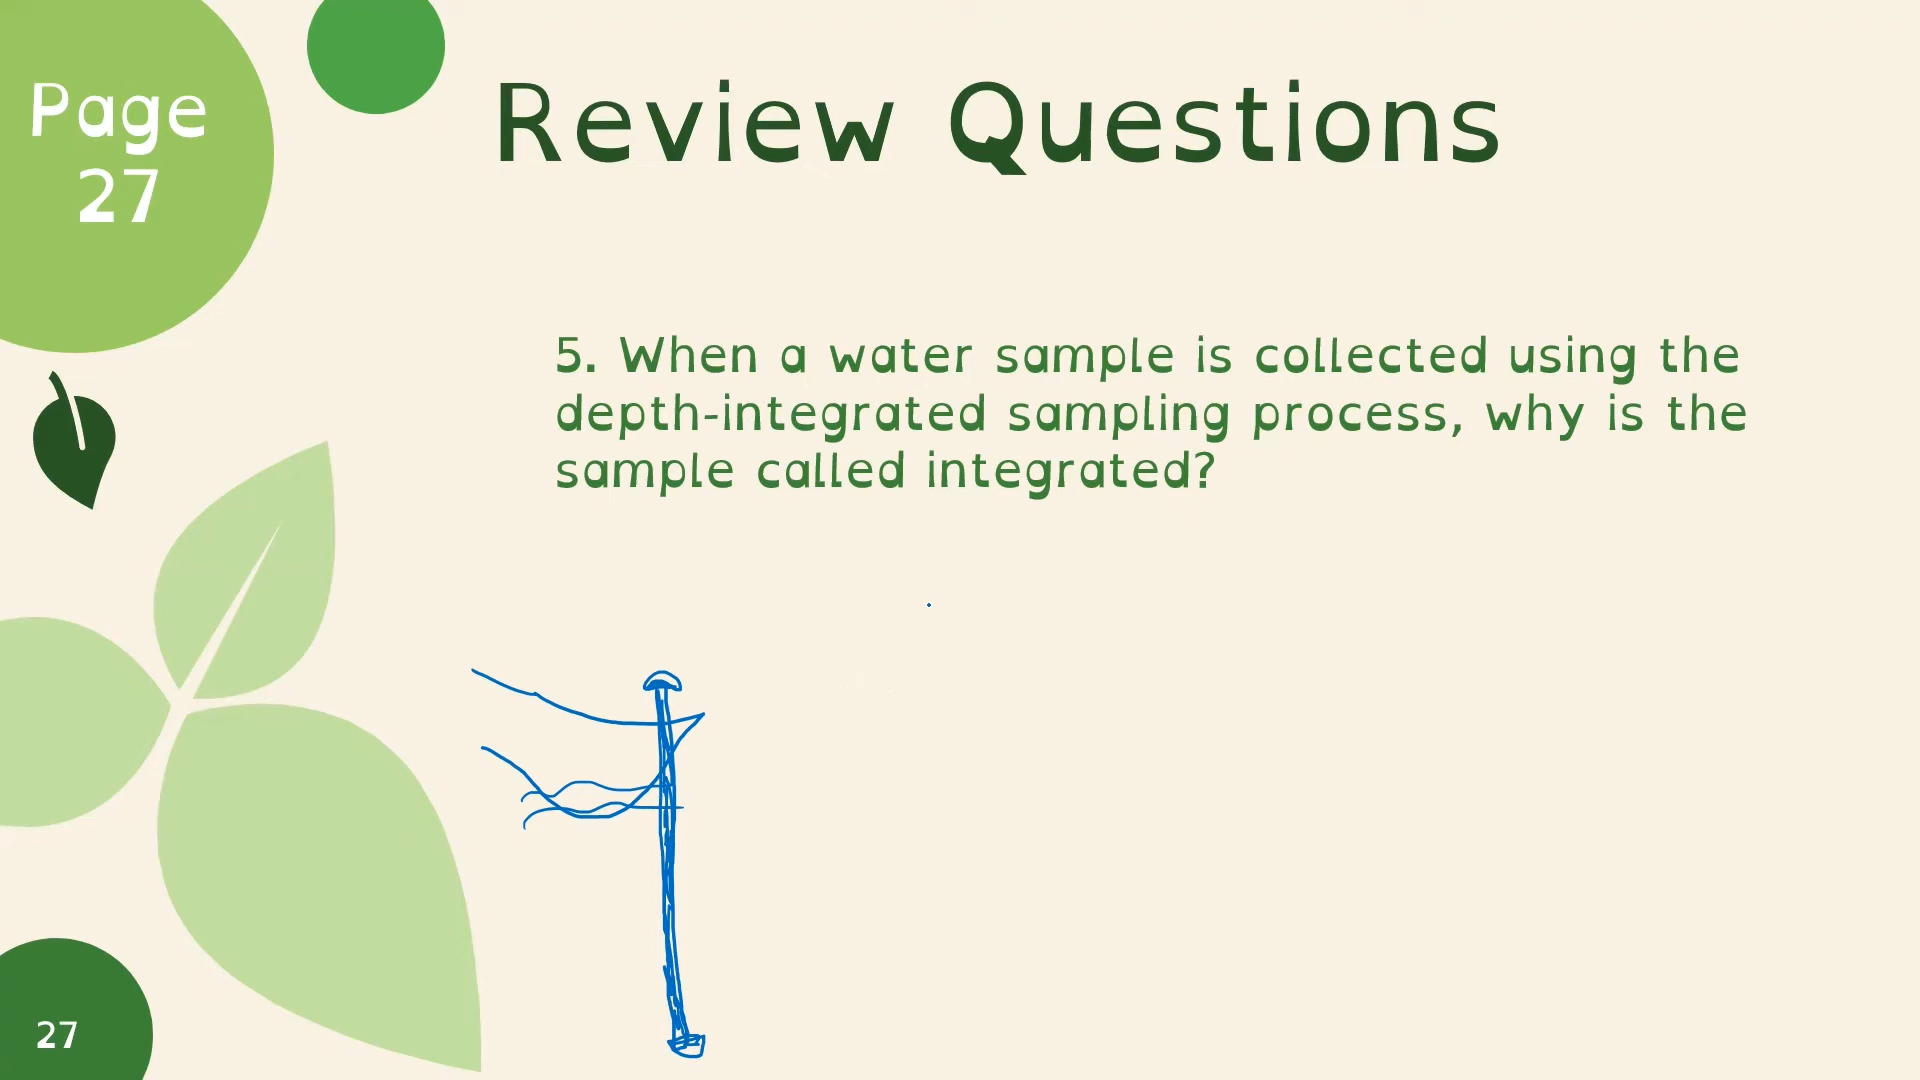 Page
27
Review Questions
5. When a water sample is collected using the
depth-integrated sampling process, why is the
sample called integrated?
27